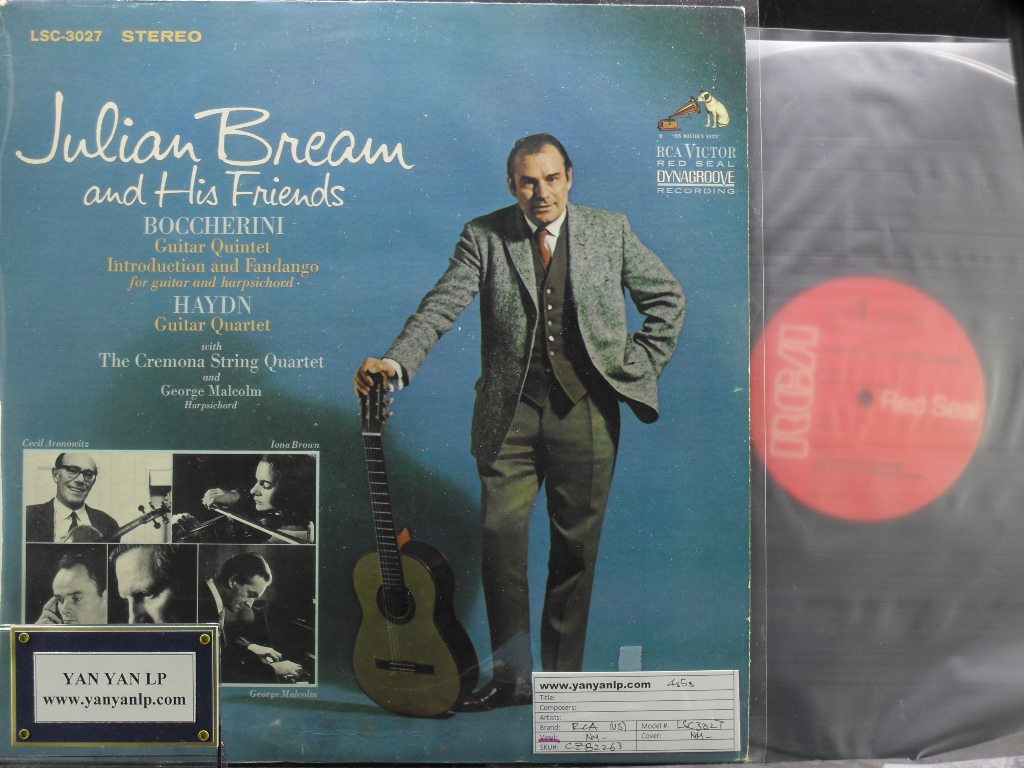 LSC-3027 STEREO
Julian Bream
and His Friends
BOCCHERINI
Guitar Quintet
Introduction and Fandango
for guitar and harpsichord
HAYDN
Guitar Quartet
with
The Cremona String Quartet
and
George Malcolm
Harpsichord
"HIS MASTER'S VOICE"
RCA VICTOR
RED SEAL
DYNAGROOVE
RECORDING
Cecil Aronowitz
Iona Brown
George Malcolm
YAN YAN LP
www.yanyanlp.com
www.yanyanlp.com
Title:
Composers:
Artists:
Brand: RCA (US) Model #: LSC3027
NM- Cover: NM-
SKU#: CEB2263
RCA
Red Seal